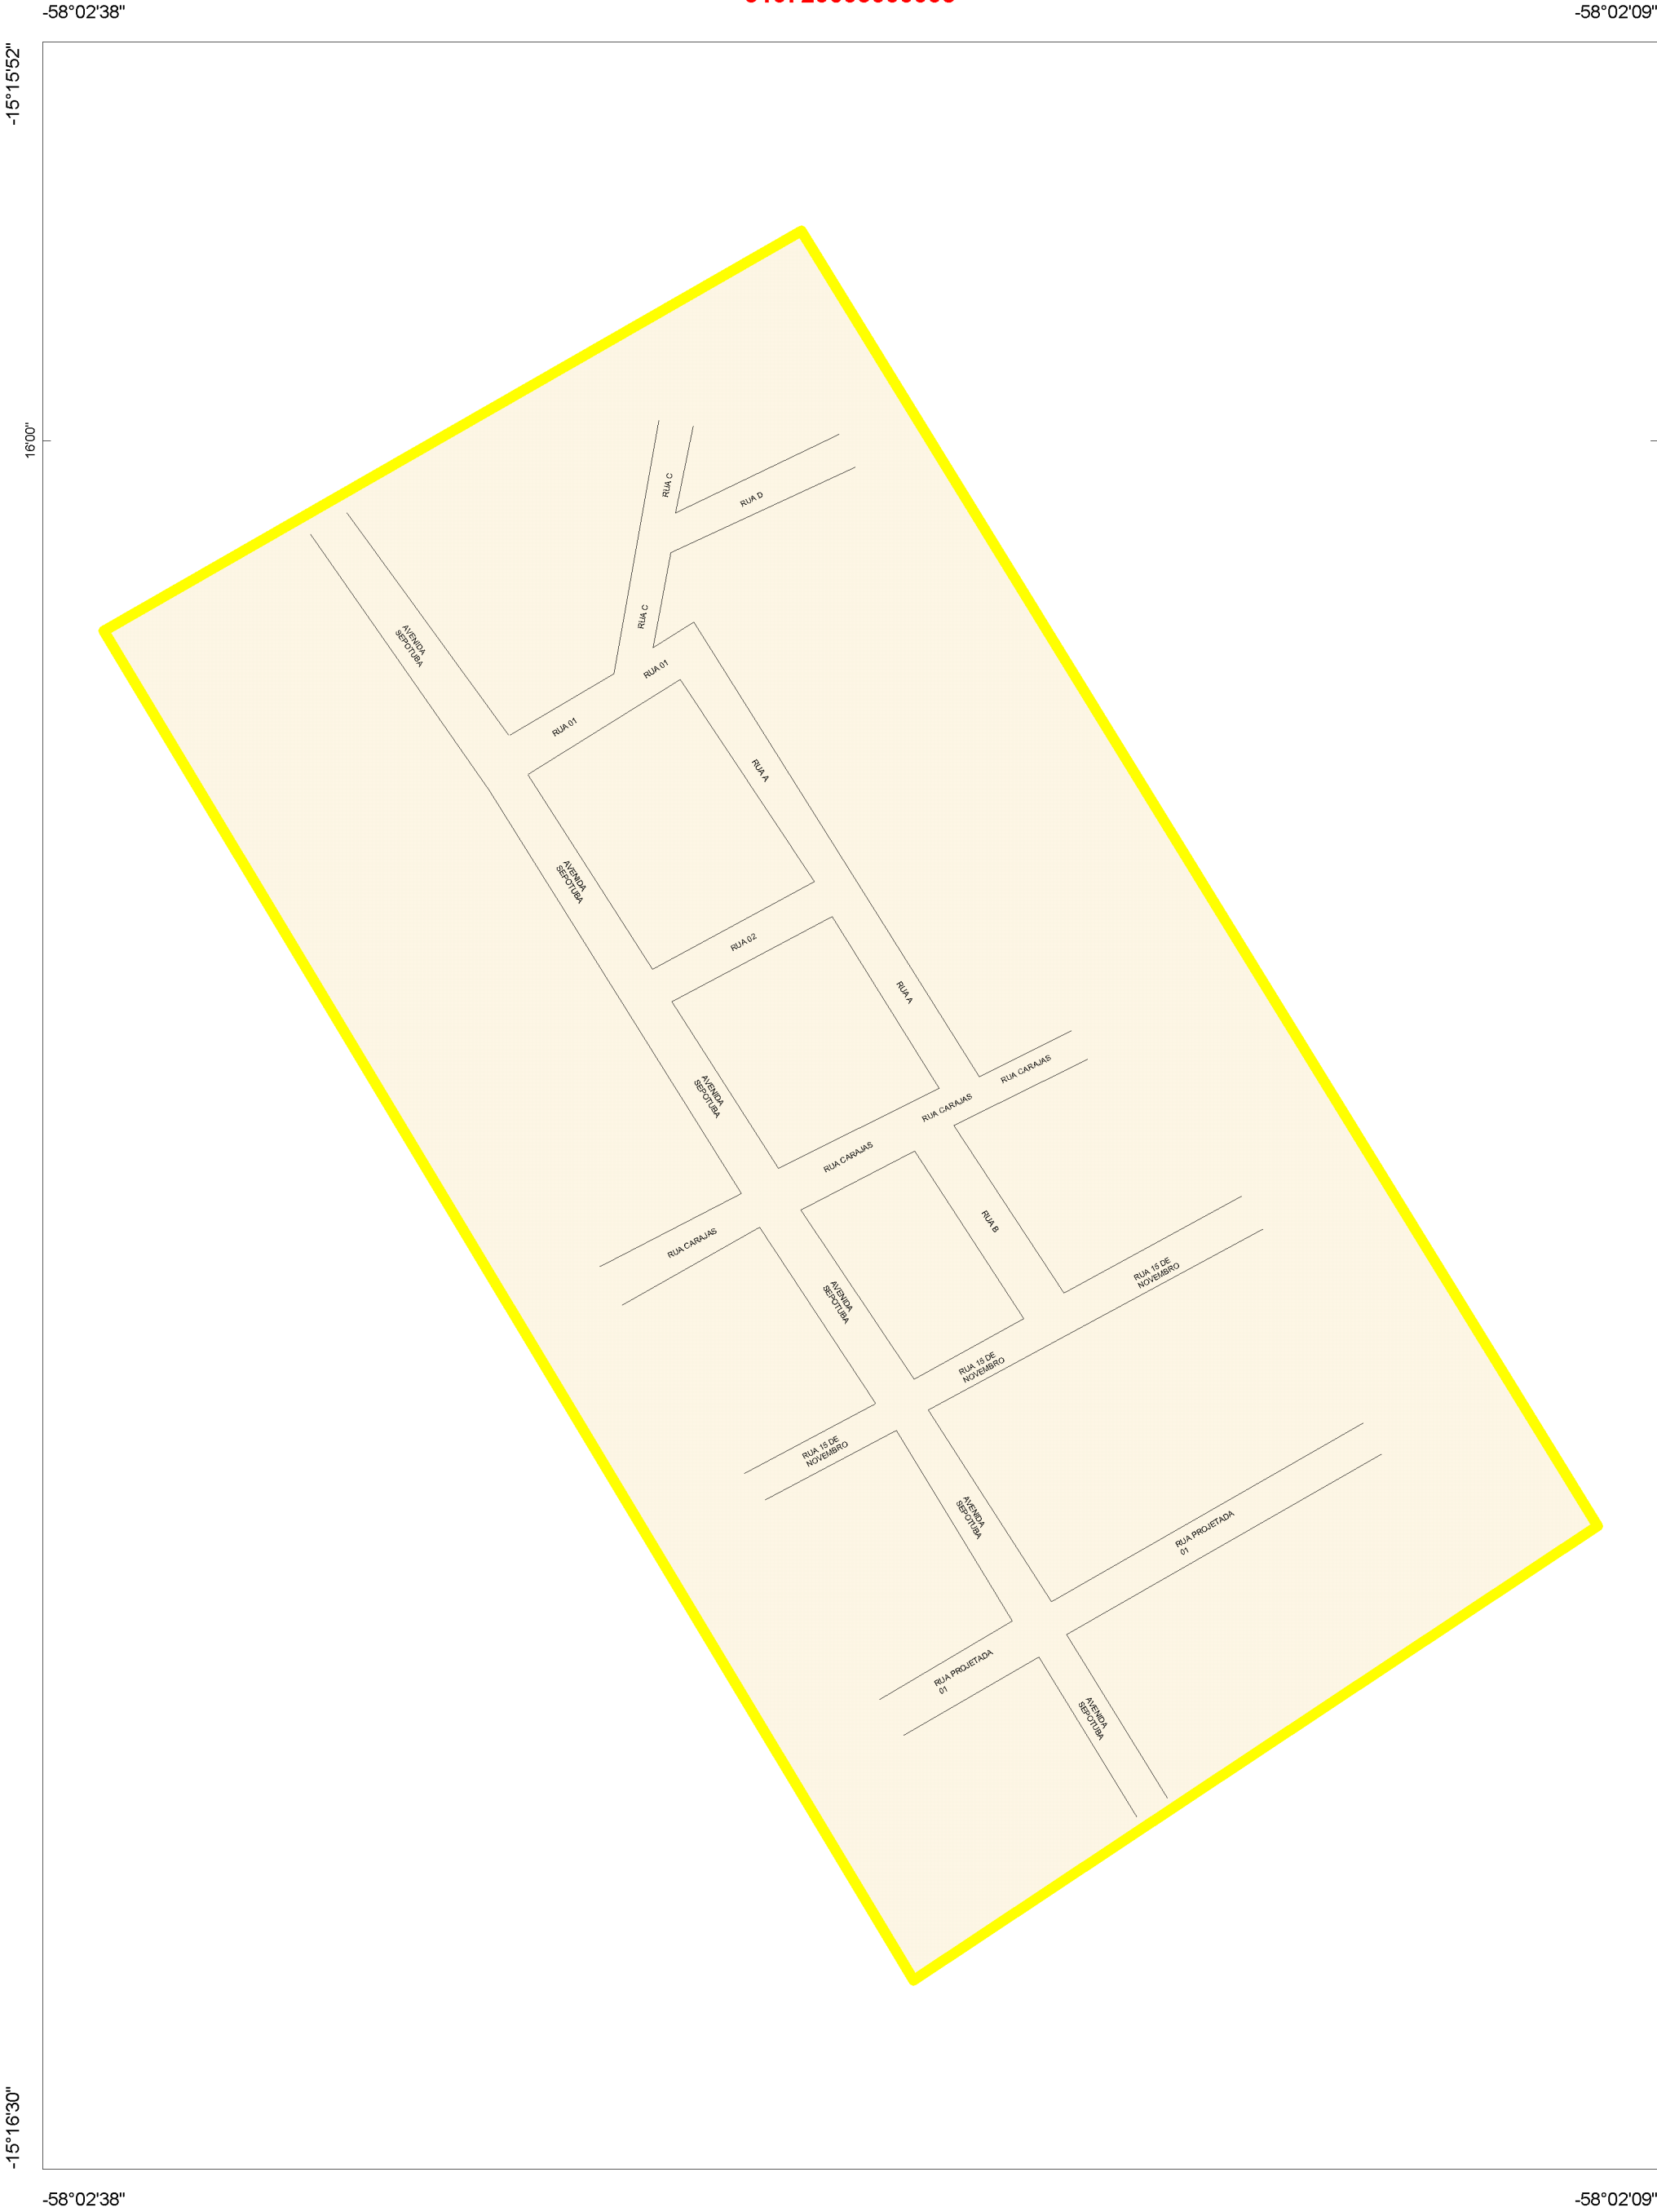 -58°02'38"
-58°02'09"
-15°15'52"
16'00"
RUA C
RUA D
RUA C
AVENIDA
SEPOTUBA
RUA 01
RUA 01
RUA A
AVENIDA
SEPOTUBA
RUA 02
RUA A
RUA CARAJAS
AVENIDA
SEPOTUBA
RUA CARAJAS
RUA CARAJAS
RUA B
RUA CARAJAS
RUA 15 DE
NOVEMBRO
AVENIDA
SEPOTUBA
RUA 15 DE
NOVEMBRO
RUA 15 DE
NOVEMBRO
AVENIDA
SEPOTUBA
RUA PROJETADA
01
RUA PROJETADA
01
AVENIDA
SEPOTUBA
-15°16'30"
-58°02'38"
-58°02'09"